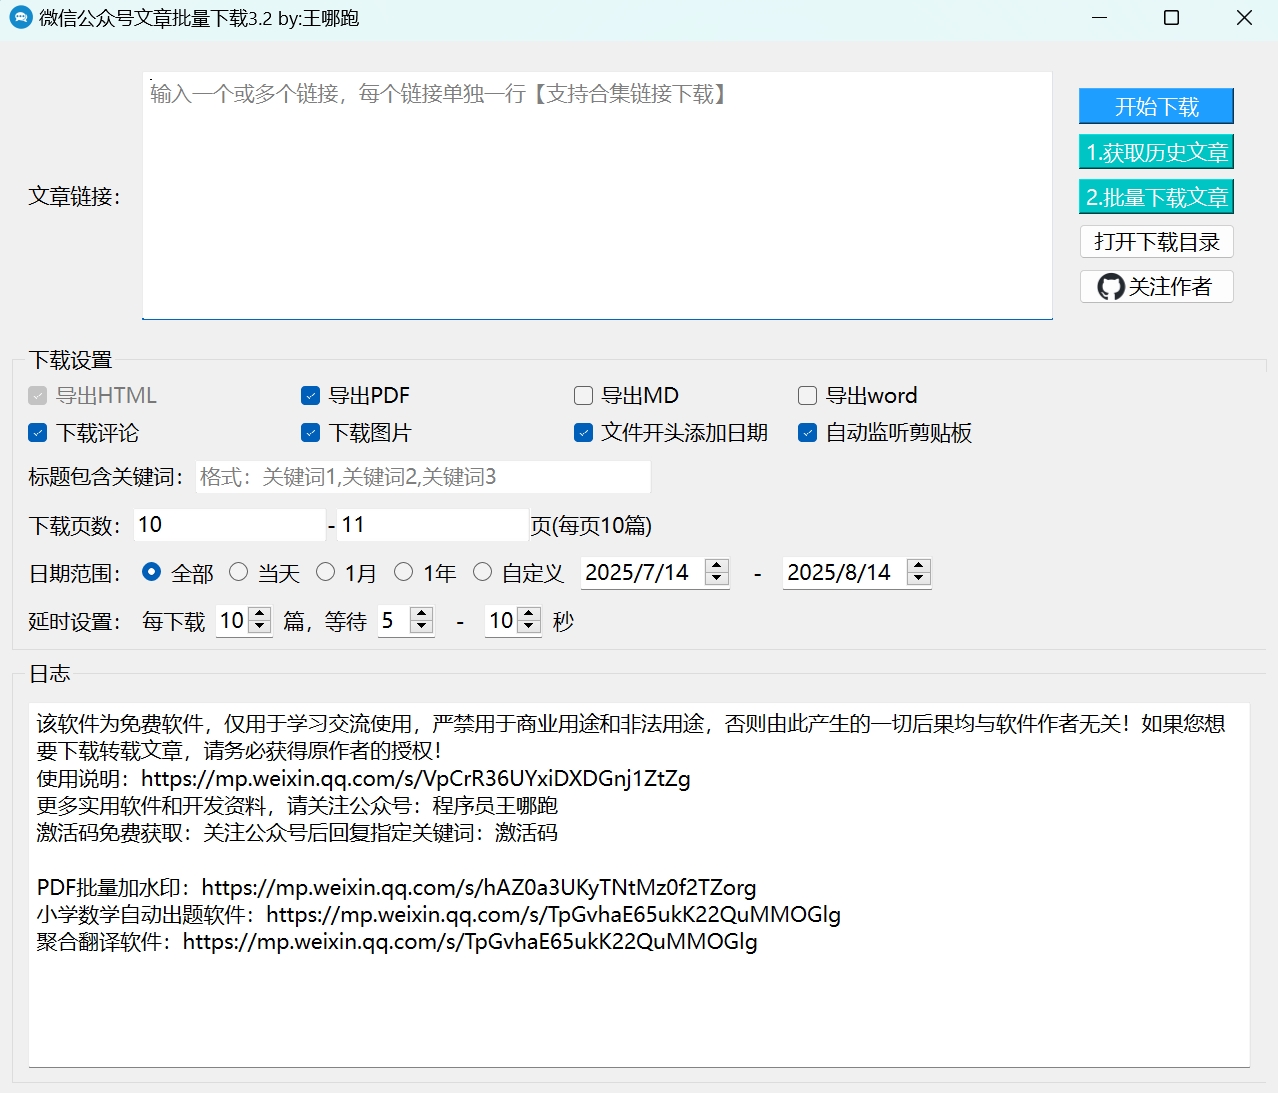 微信公众号文章批量下载3.2 by:王哪跑
输入一个或多个链接，每个链接单独一行【支持合集链接下载】
文章链接：
开始下载
1.获取历史文章
2.批量下载文章
打开下载目录
关注作者
下载设置
导出HTML 导出PDF 导出MD 导出word
下载评论 下载图片 文件开头添加日期 自动监听剪贴板
标题包含关键词： 格式：关键词1,关键词2,关键词3
下载页数： 10 - 11 页(每页10篇)
日期范围： 全部 当天 1月 1年 自定义 2025/7/14 - 2025/8/14
延时设置： 每下载 10 篇，等待 5 - 10 秒
日志
该软件为免费软件，仅用于学习交流使用，严禁用于商业用途和非法用途，否则由此产生的一切后果均与软件作者无关！如果您想
要下载转载文章，请务必获得原作者的授权！
使用说明：https://mp.weixin.qq.com/s/VpCrR36UYxiDXDGnj1ZtZg
更多实用软件和开发资料，请关注公众号：程序员王哪跑
激活码免费获取：关注公众号后回复指定关键词：激活码
PDF批量加水印：https://mp.weixin.qq.com/s/hAZ0a3UKyTNtMz0f2TZorg
小学数学自动出题软件：https://mp.weixin.qq.com/s/TpGvhaE65ukK22QuMMOGlg
聚合翻译软件：https://mp.weixin.qq.com/s/TpGvhaE65ukK22QuMMOGlg